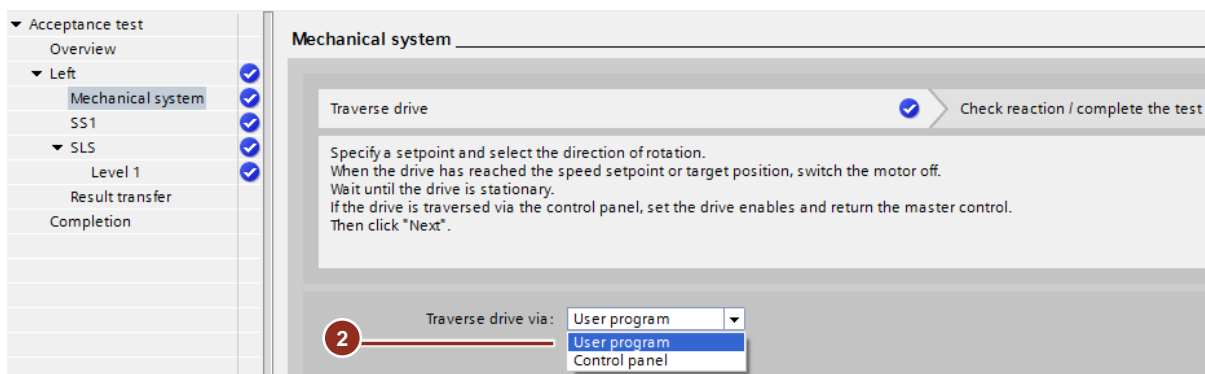 Acceptance test
Overview
Left
Mechanical system
SS1
SLS
Level 1
Result transfer
Completion
Mechanical system
Traverse drive
Check reaction / complete the test
Specify a setpoint and select the direction of rotation.
When the drive has reached the speed setpoint or target position, switch the motor off.
Wait until the drive is stationary.
If the drive is traversed via the control panel, set the drive enables and return the master control.
Then click "Next".
Traverse drive via: User program
2
User program
Control panel